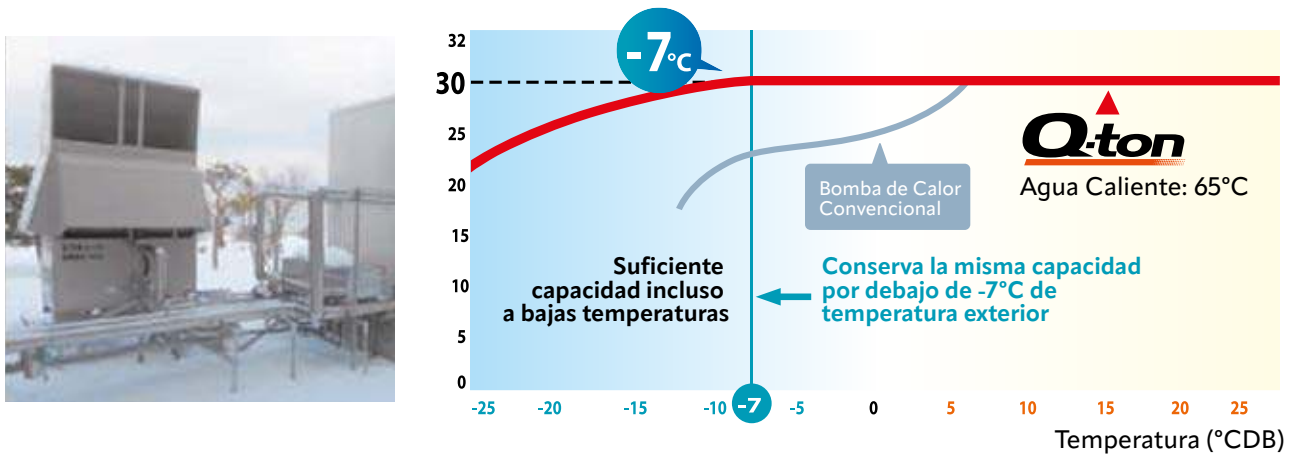 32
30
25
20
15
10
5
0
-7°C
Q-ton
Agua Caliente: 65°C
Bomba de Calor
Convencional
Suficiente
capacidad incluso
a bajas temperaturas
Conserva la misma capacidad
por debajo de -7°C de
temperatura exterior
-25 -20 -15 -10 -7 -5 0 5 10 15 20 25
Temperatura (°CDB)